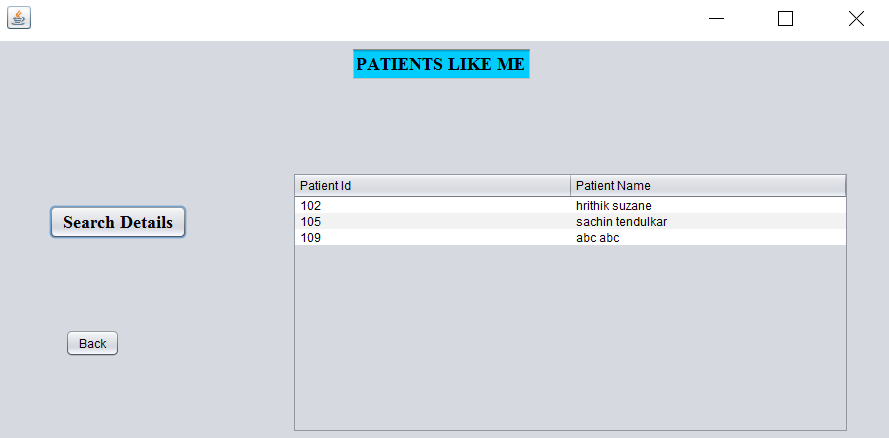 PATIENTS LIKE ME
Patient Id Patient Name
102 hrithik suzane
Search Details
105 sachin tendulkar
109 abc abc
Back